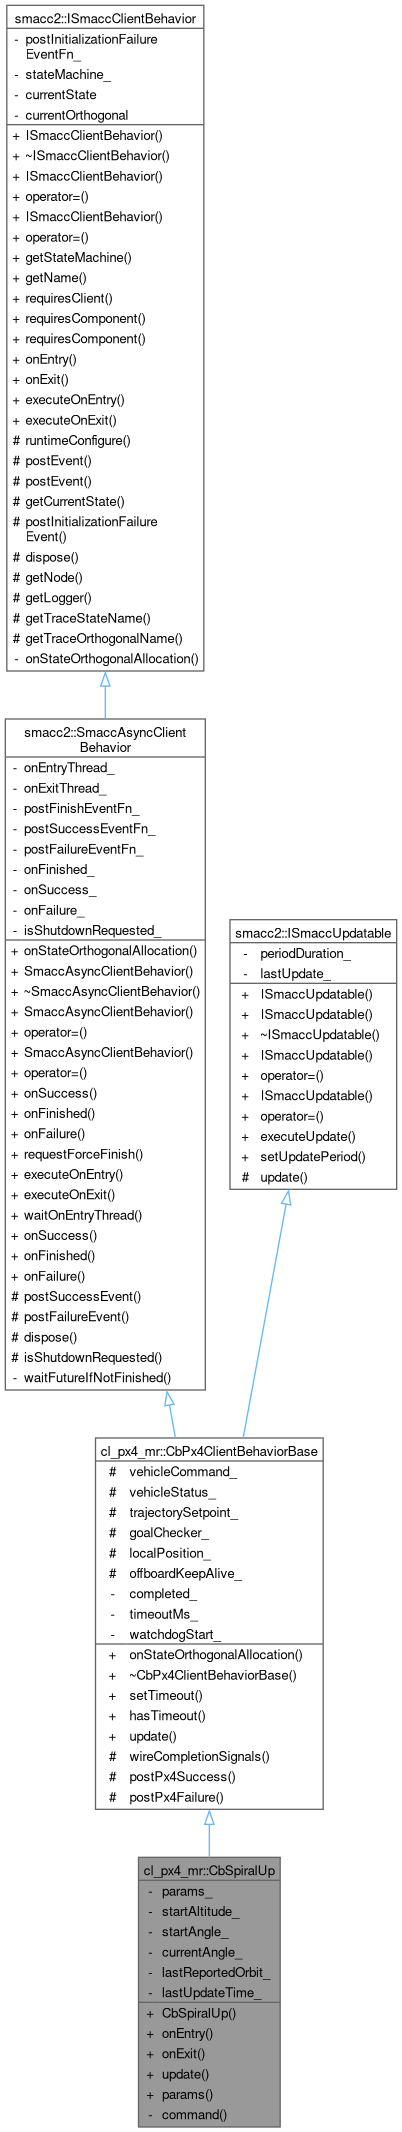 smacc2::ISmaccClientBehavior
- postInitializationFailure
EventFn_
- stateMachine_
- currentState
- currentOrthogonal
+ ISmaccClientBehavior()
+ ~ISmaccClientBehavior()
+ ISmaccClientBehavior()
+ operator=()
+ ISmaccClientBehavior()
+ operator=()
+ getStateMachine()
+ getName()
+ requiresClient()
+ requiresComponent()
+ requiresComponent()
+ onEntry()
+ onExit()
+ executeOnEntry()
+ executeOnExit()
# runtimeConfigure()
# postEvent()
# postEvent()
# getCurrentState()
# postInitializationFailure
Event()
# dispose()
# getNode()
# getLogger()
# getTraceStateName()
# getTraceOrthogonalName()
- onStateOrthogonalAllocation()
smacc2::SmaccAsyncClient
Behavior
- onEntryThread_
- onExitThread_
- postFinishEventFn_
- postSuccessEventFn_
- postFailureEventFn_
- onFinished_
- onSuccess_
- onFailure_
- isShutdownRequested_
+ onStateOrthogonalAllocation()
+ SmaccAsyncClientBehavior()
+ ~SmaccAsyncClientBehavior()
+ SmaccAsyncClientBehavior()
+ operator=()
+ SmaccAsyncClientBehavior()
+ operator=()
+ onSuccess()
+ onFinished()
+ onFailure()
+ requestForceFinish()
+ executeOnEntry()
+ executeOnExit()
+ waitOnEntryThread()
+ onSuccess()
+ onFinished()
+ onFailure()
# postSuccessEvent()
# postFailureEvent()
# dispose()
# isShutdownRequested()
- waitFutureIfNotFinished()
smacc2::ISmaccUpdatable
- periodDuration_
- lastUpdate_
+ ISmaccUpdatable()
+ ISmaccUpdatable()
+ ~ISmaccUpdatable()
+ ISmaccUpdatable()
+ operator=()
+ ISmaccUpdatable()
+ operator=()
+ executeUpdate()
+ setUpdatePeriod()
# update()
cl_px4_mr::CbPx4ClientBehaviorBase
# vehicleCommand_
# vehicleStatus_
# trajectorySetpoint_
# goalChecker_
# localPosition_
# offboardKeepAlive_
- completed_
- timeoutMs_
- watchdogStart_
+ onStateOrthogonalAllocation()
+ ~CbPx4ClientBehaviorBase()
+ setTimeout()
+ hasTimeout()
+ update()
# wireCompletionSignals()
# postPx4Success()
# postPx4Failure()
cl_px4_mr::CbSpiralUp
- params_
- startAltitude_
- startAngle_
- currentAngle_
- lastReportedOrbit_
- lastUpdateTime_
+ CbSpiralUp()
+ onEntry()
+ onExit()
+ update()
+ params()
- command()